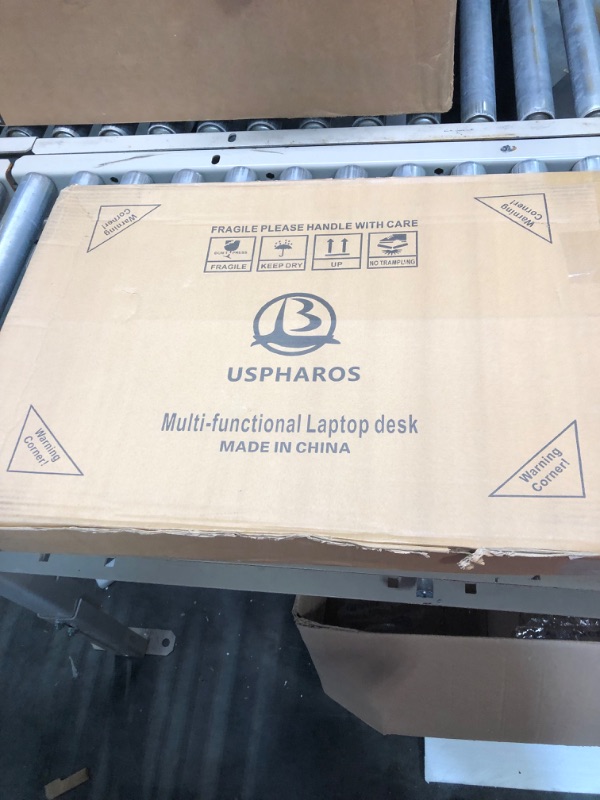 Warning
Corner!
Warning
Corner!
FRAGILE PLEASE HANDLE WITH CARE
FRAGILE
KEEP DRY
UP
NO TRAMPLING
B
USPHAROS
Multi-functional Laptop desk
MADE IN CHINA
Warning
Corner!
Warning
Corner!